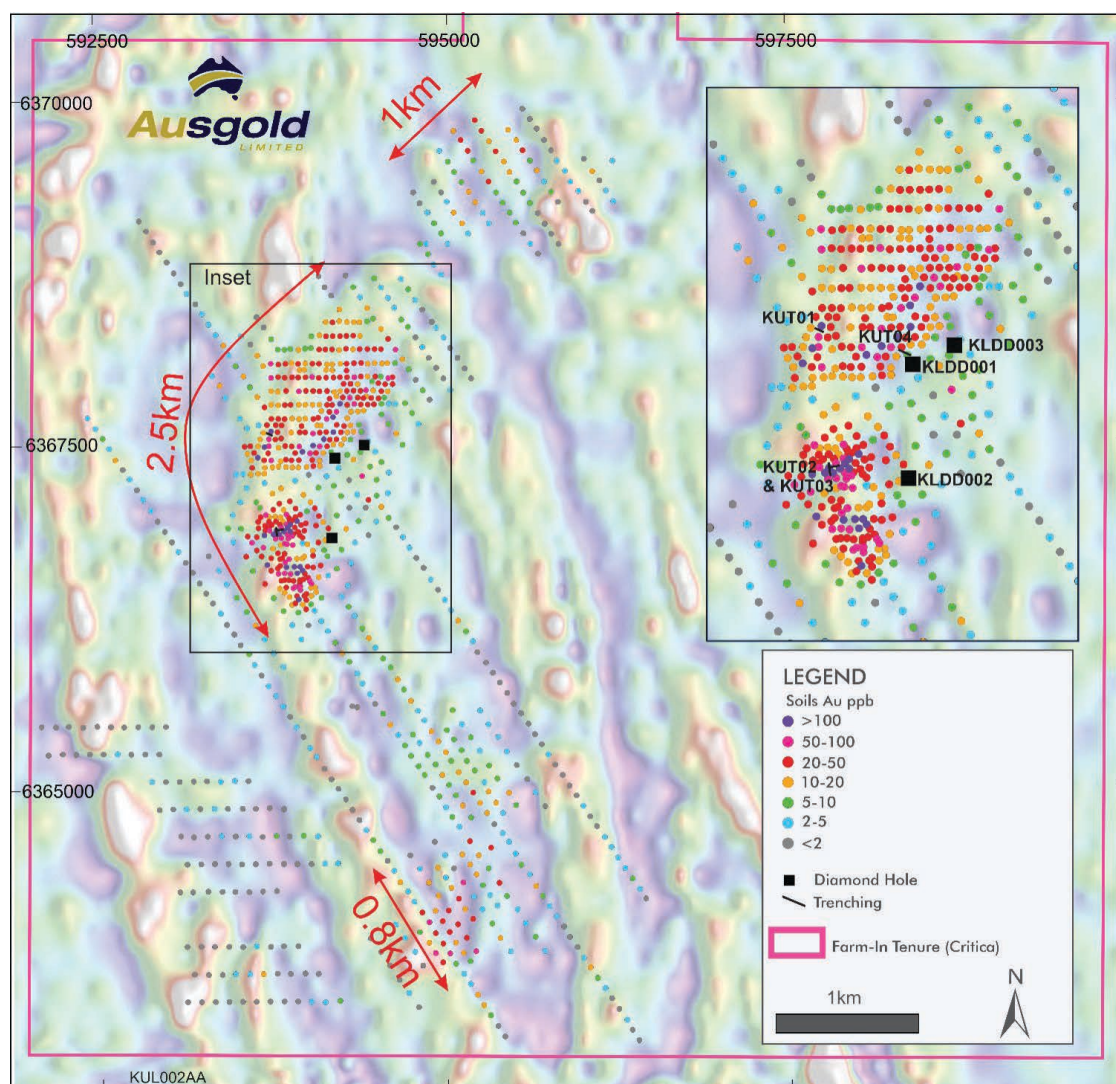 592500
595000
597500
6370000
Ausgold
LIMITED
1km
Inset
KUT01
KUT04
KLDD003
KLDD001
2.5km
6367500
KUT02
& KUT03
KLDD002
LEGEND
Soils Au ppb
>100
50-100
20-50
10-20
5-10
2-5
<2
Diamond Hole
Trenching
Farm-In Tenure (Critica)
N
1km
6365000
0.8km
KUL002AA